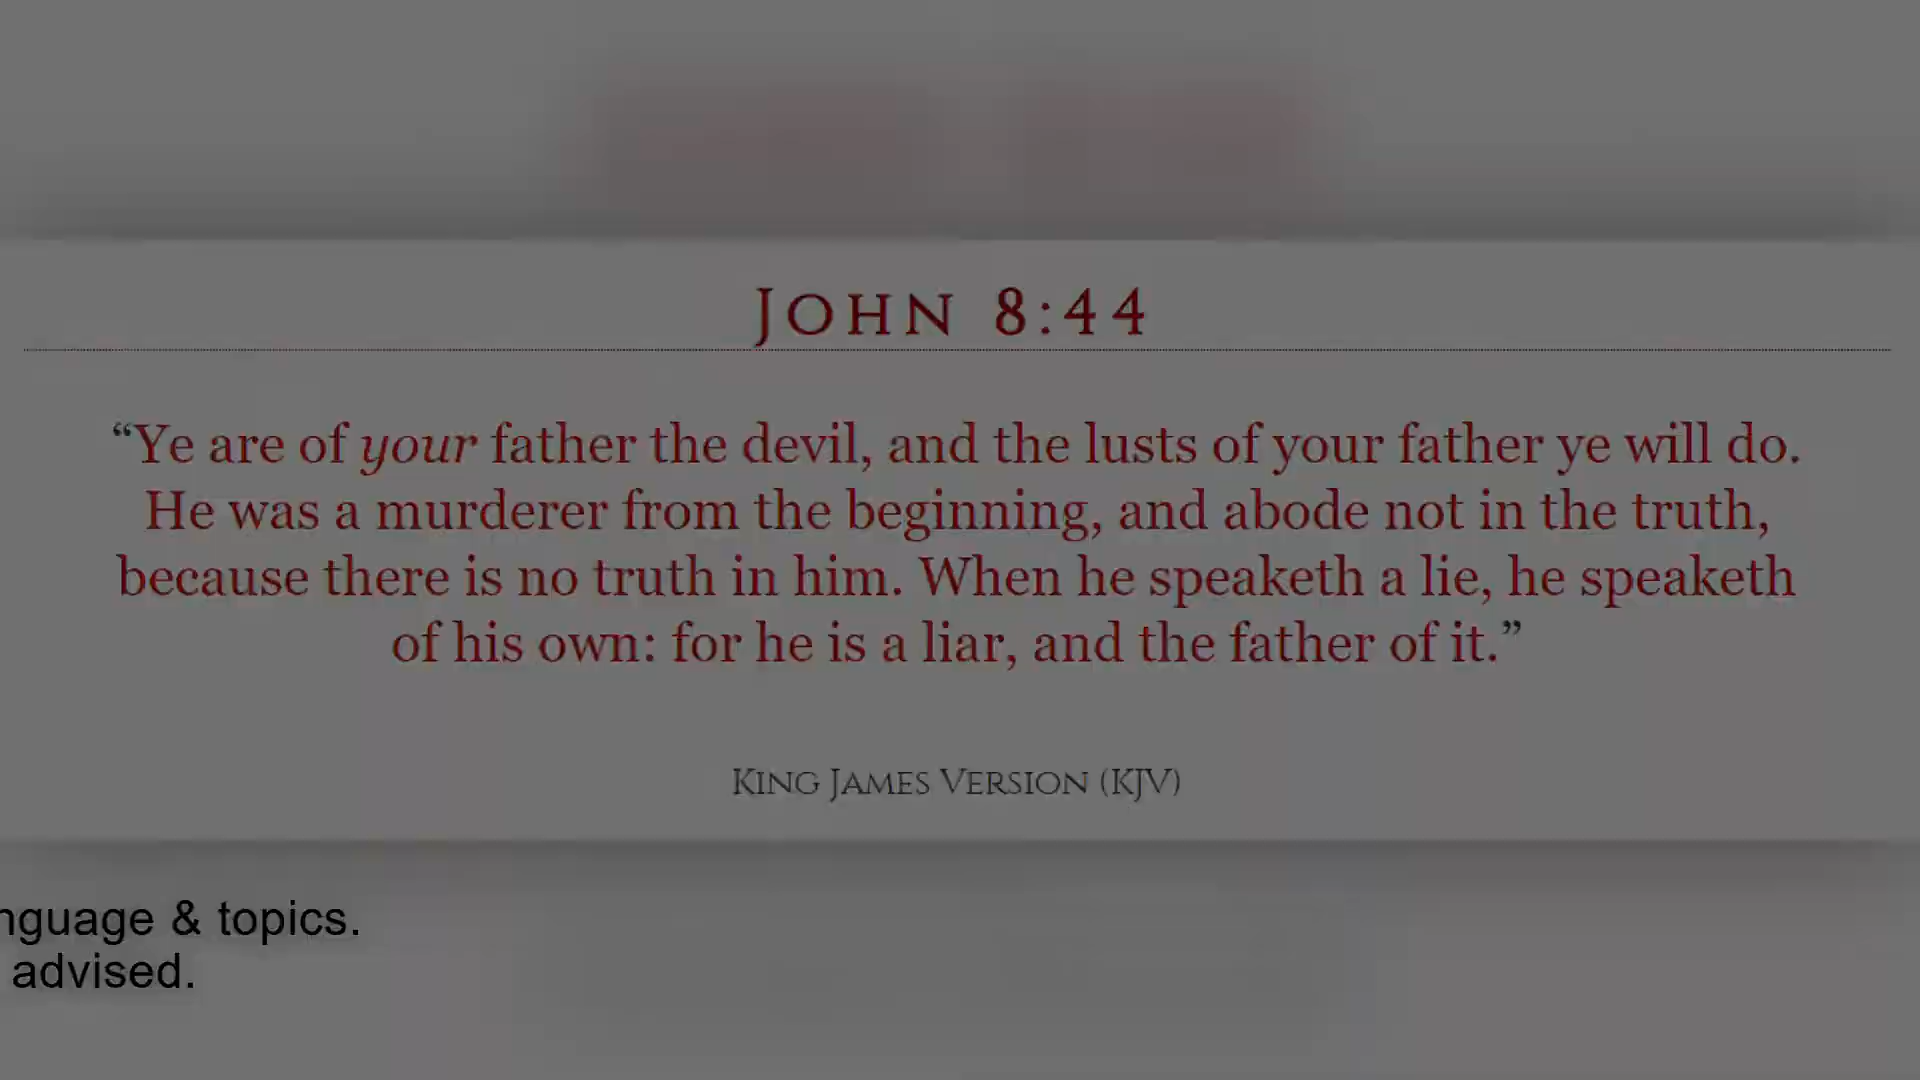 JOHN 8:44
“Ye are of your father the devil, and the lusts of your father ye will do.
He was a murderer from the beginning, and abode not in the truth,
because there is no truth in him. When he speaketh a lie, he speaketh
of his own: for he is a liar, and the father of it.”
KING JAMES VERSION (KJV)
nguage & topics.
advised.